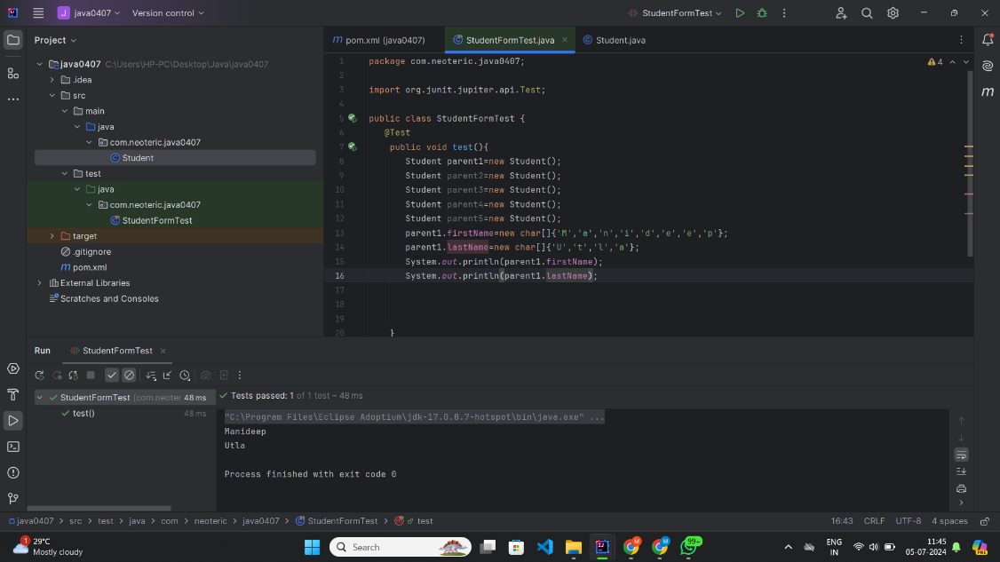 J java0407 Version control StudentFormTest
Project
pom.xml (java0407) StudentFormTest.java Student.java
java0407 C:\Users\HP-PC\Desktop\Java\java0407
.idea
src
main
java
com.neoteric.java0407
Student
test
java
com.neoteric.java0407
StudentFormTest
target
.gitignore
pom.xml
External Libraries
Scratches and Consoles
4
1 package com.neoteric.java0407;
2
3 import org.junit.jupiter.api.Test;
4
5 public class StudentFormTest {
6 @Test
7 public void test(){
8 Student parent1=new Student();
9 Student parent2=new Student();
10 Student parent3=new Student();
11 Student parent4=new Student();
12 Student parent5=new Student();
13 parent1.firstName=new char[]{'M','a','n','i','d','e','e','p'};
14 parent1.lastName=new char[]{'U','t','l','a'};
15 System.out.println(parent1.firstName);
16 System.out.println(parent1.lastName);
17
18
19
20 }
Run StudentFormTest
StudentFormTest (com.neoter 48 ms
test() 48 ms
Tests passed: 1 of 1 test – 48 ms
"C:\Program Files\Eclipse Adoptium\jdk-17.0.8.7-hotspot\bin\java.exe" ...
Manideep
Utla
Process finished with exit code 0
java0407 > src > test > java > com > neoteric > java0407 > StudentFormTest > test 16:43 CRLF UTF-8 4 spaces
1 29°C
Mostly cloudy
Search
M M 99+
ENG
IN
11:45
05-07-2024
PRE